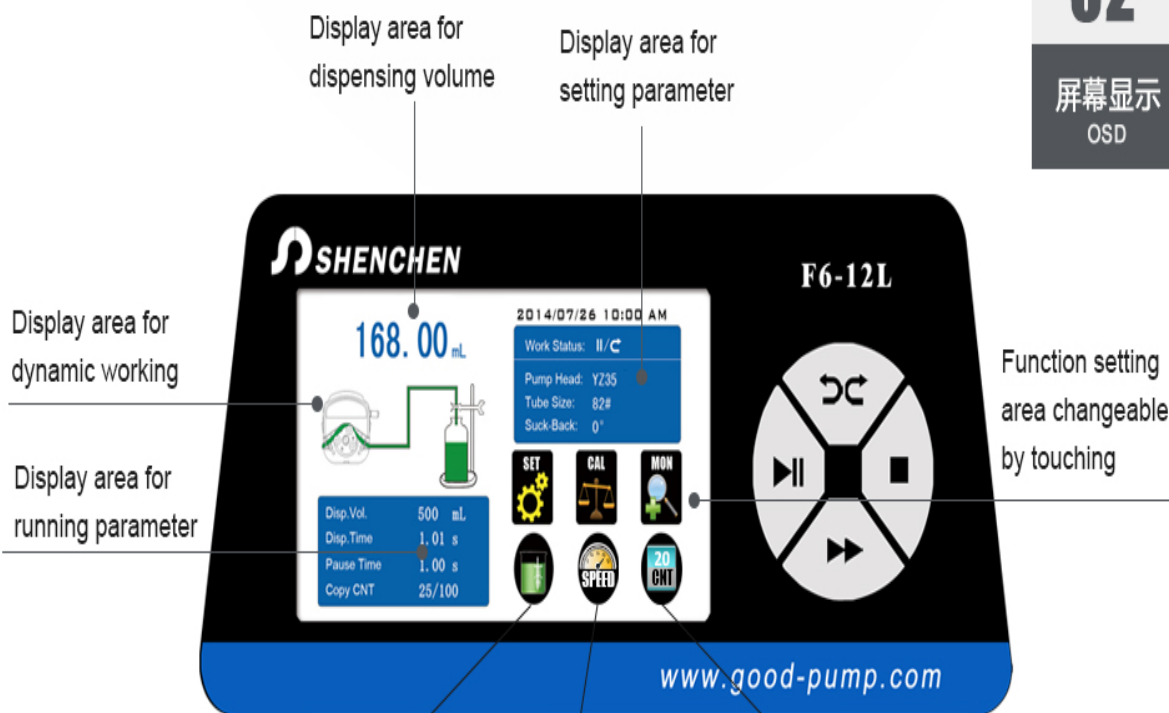 02
屏幕显示
OSD
Display area for
dispensing volume
Display area for
setting parameter
Display area for
dynamic working
Display area for
running parameter
Function setting
area changeable
by touching
SHENCHEN
F6-12L
168.00 mL
2014/07/26 10:00 AM
Work Status:
Pump Head: YZ35
Tube Size: 82#
Suck-Back: 0°
SET
CAL
MON
Disp.Vol. 500 mL
Disp.Time 1.01 s
Pause Time 1.00 s
Copy CNT 25/100
SPEED
20
CNT
www.good-pump.com